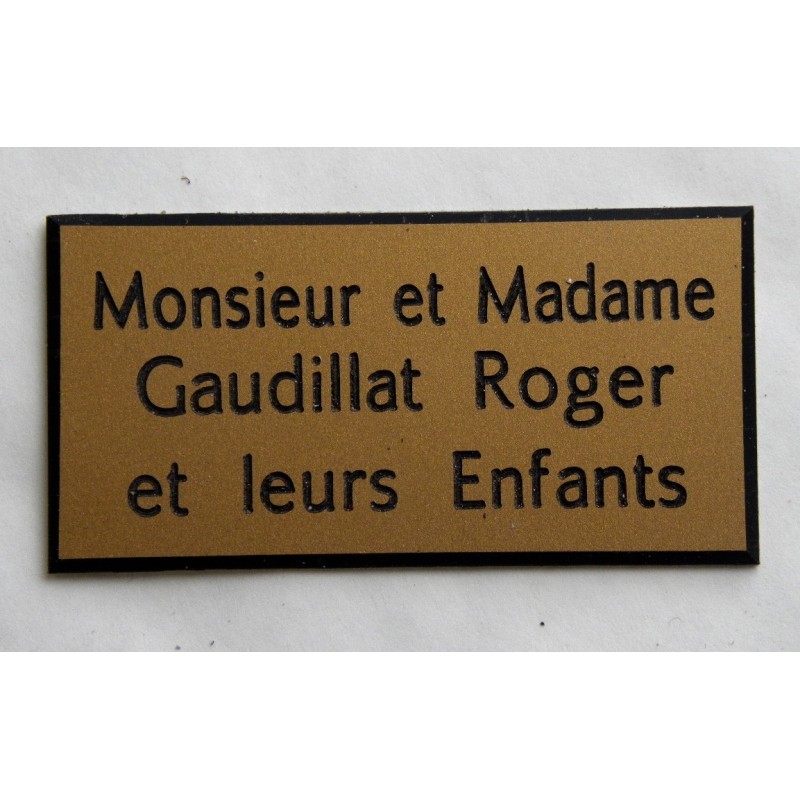 Monsieur et Madame
Gaudillat Roger
et leurs Enfants